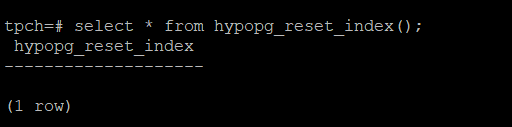 tpch=# select * from hypopg_reset_index();
 hypopg_reset_index
--------------------
(1 row)